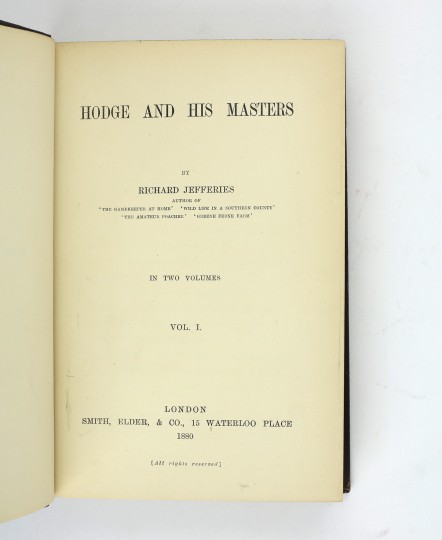 HODGE AND HIS MASTERS
BY
RICHARD JEFFERIES
AUTHOR OF
"THE GAMEKEEPER AT HOME" "WILD LIFE IN A SOUTHERN COUNTY"
"THE AMATEUR POACHER" "GREENE FERNE FARM"
IN TWO VOLUMES
VOL. I.
LONDON
SMITH, ELDER, & CO., 15 WATERLOO PLACE
1880
[All rights reserved]